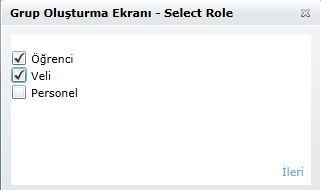 Grup Oluşturma Ekranı - Select Role
Öğrenci
Veli
Personel
İleri